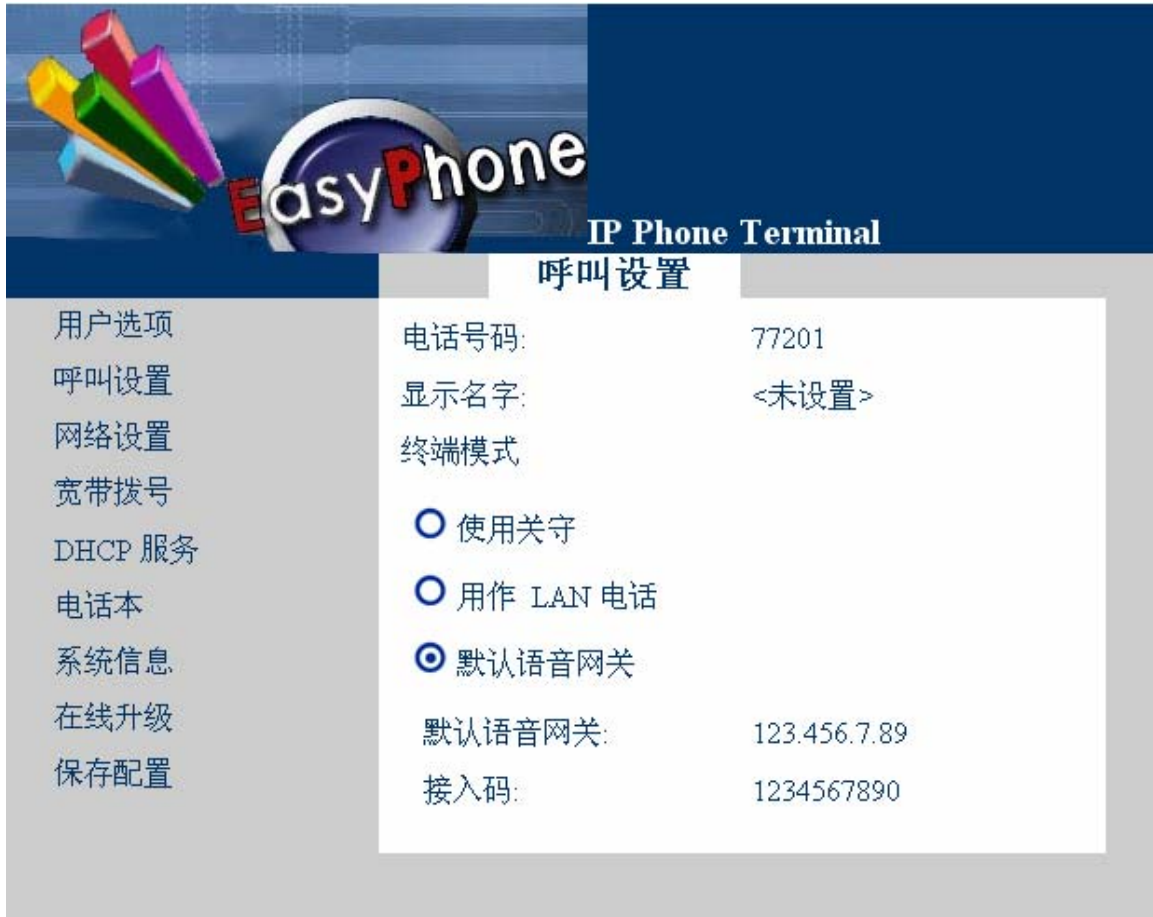 EasyPhone
IP Phone Terminal
呼叫设置
用户选项
呼叫设置
网络设置
宽带拨号
DHCP 服务
电话本
系统信息
在线升级
保存配置
电话号码: 77201
显示名字: <未设置>
终端模式
使用关守
用作 LAN 电话
默认语音网关
默认语音网关: 123.456.7.89
接入码: 1234567890